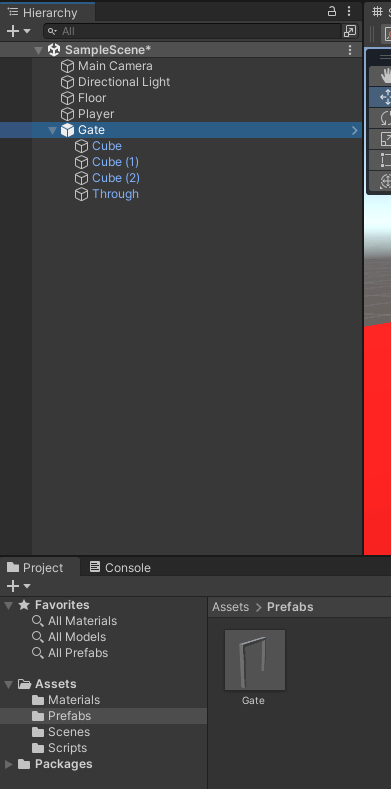 Hierarchy
All
SampleScene*
Main Camera
Directional Light
Floor
Player
Gate
Cube
Cube (1)
Cube (2)
Through
Project
Console
Favorites
All Materials
All Models
All Prefabs
Assets
Materials
Prefabs
Scenes
Scripts
Packages
Assets > Prefabs
Gate